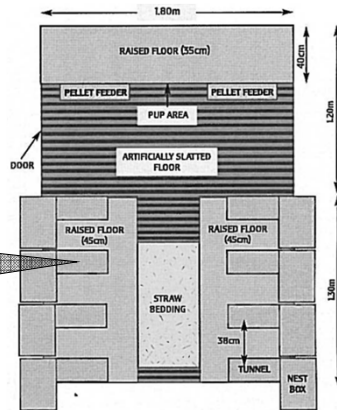 1.80m
RAISED FLOOR (35cm)
40cm
PELLET FEEDER
PELLET FEEDER
PUP AREA
1.20m
DOOR
ARTIFICIALLY SLATTED
FLOOR
RAISED FLOOR
(45cm)
RAISED FLOOR
(45cm)
STRAW
BEDDING
1.30m
38cm
TUNNEL
NEST
BOX